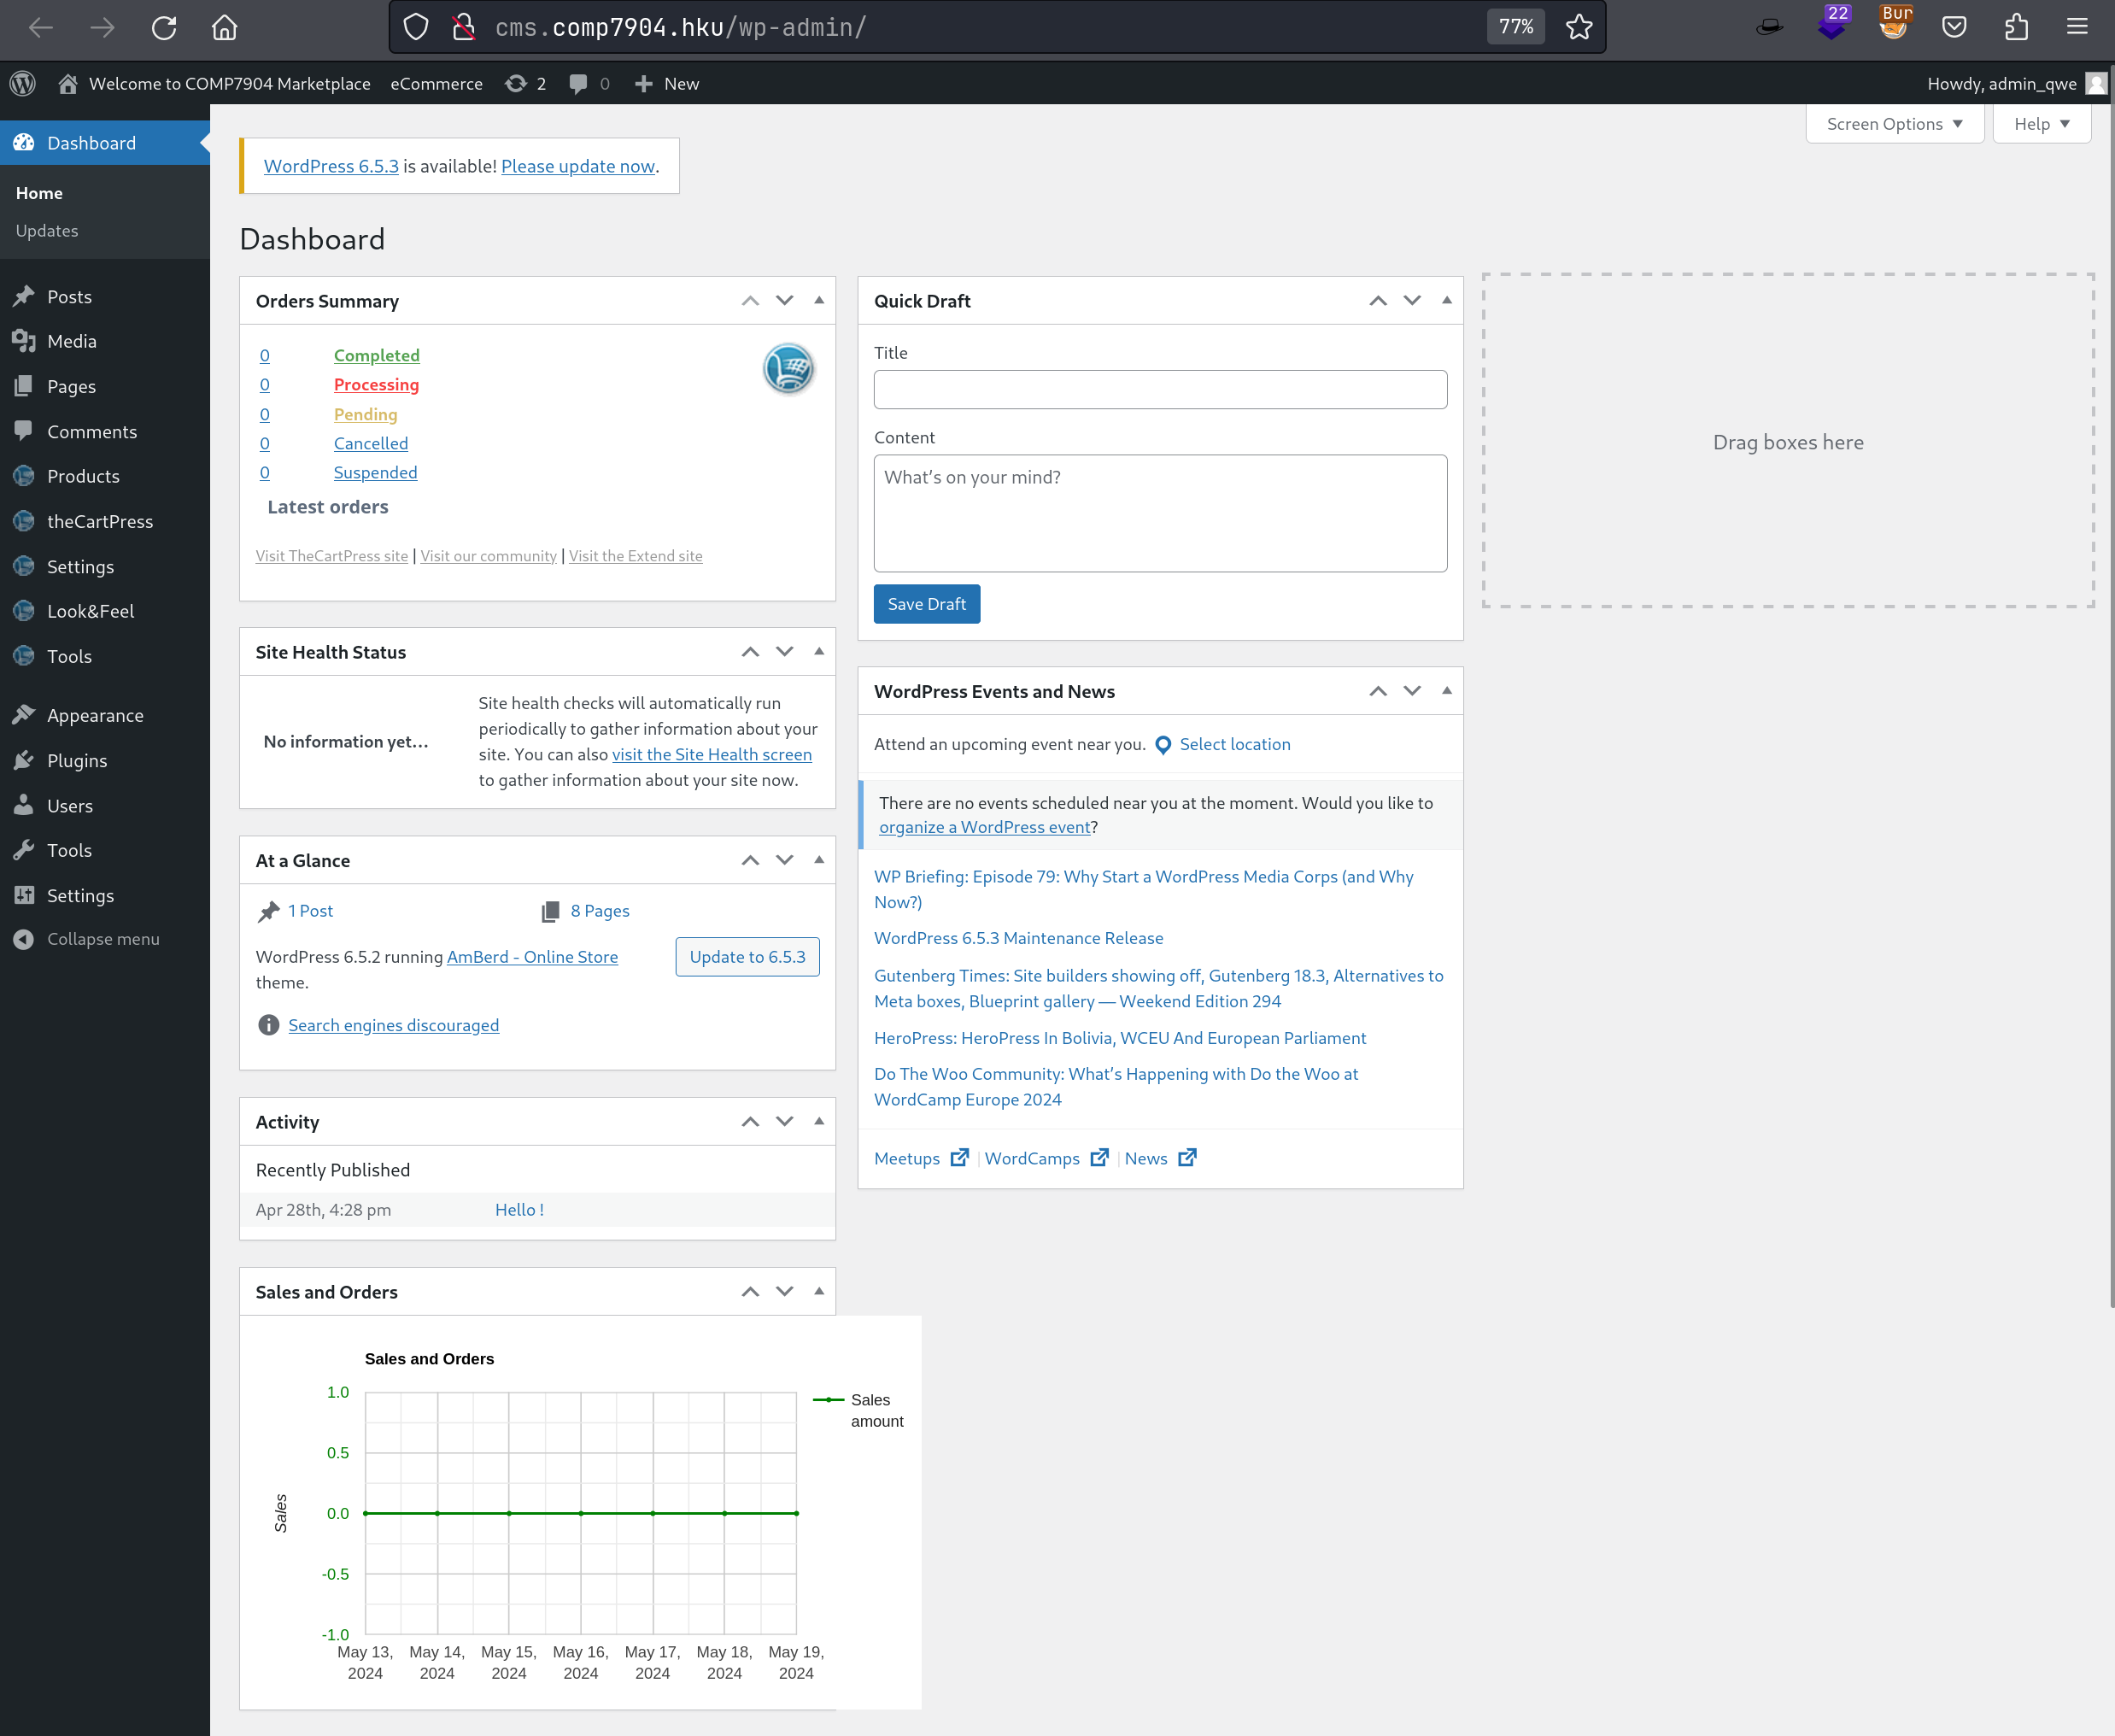 cms.comp7904.hku/wp-admin/
77%
22
Bur
Welcome to COMP7904 Marketplace
eCommerce
2
0
New
Howdy, admin_qwe
Dashboard
Home
Updates
Posts
Media
Pages
Comments
Products
theCartPress
Settings
Look&Feel
Tools
Appearance
Plugins
Users
Tools
Settings
Collapse menu
Screen Options
Help
WordPress 6.5.3 is available! Please update now.
Dashboard
Orders Summary
0 Completed
0 Processing
0 Pending
0 Cancelled
0 Suspended
Latest orders
Visit TheCartPress site | Visit our community | Visit the Extend site
Site Health Status
No information yet…
Site health checks will automatically run
periodically to gather information about your
site. You can also visit the Site Health screen
to gather information about your site now.
At a Glance
1 Post
8 Pages
WordPress 6.5.2 running AmBerd - Online Store
theme.
Update to 6.5.3
Search engines discouraged
Activity
Recently Published
Apr 28th, 4:28 pm
Hello !
Sales and Orders
Sales and Orders
1.0
0.5
0.0
-0.5
-1.0
Sales
Sales
amount
May 13, May 14, May 15, May 16, May 17, May 18, May 19,
2024 2024 2024 2024 2024 2024 2024
Quick Draft
Title
Content
What's on your mind?
Save Draft
WordPress Events and News
Attend an upcoming event near you.
Select location
There are no events scheduled near you at the moment. Would you like to
organize a WordPress event?
WP Briefing: Episode 79: Why Start a WordPress Media Corps (and Why
Now?)
WordPress 6.5.3 Maintenance Release
Gutenberg Times: Site builders showing off, Gutenberg 18.3, Alternatives to
Meta boxes, Blueprint gallery — Weekend Edition 294
HeroPress: HeroPress In Bolivia, WCEU And European Parliament
Do The Woo Community: What's Happening with Do the Woo at
WordCamp Europe 2024
Meetups | WordCamps | News
Drag boxes here